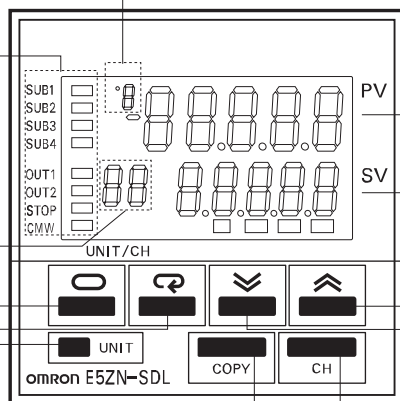 PV
SUB1
SUB2
SUB3
SUB4
SV
OUT1
OUT2
STOP
CMW
UNIT/CH
UNIT
COPY
CH
OMRON E5ZN-SDL